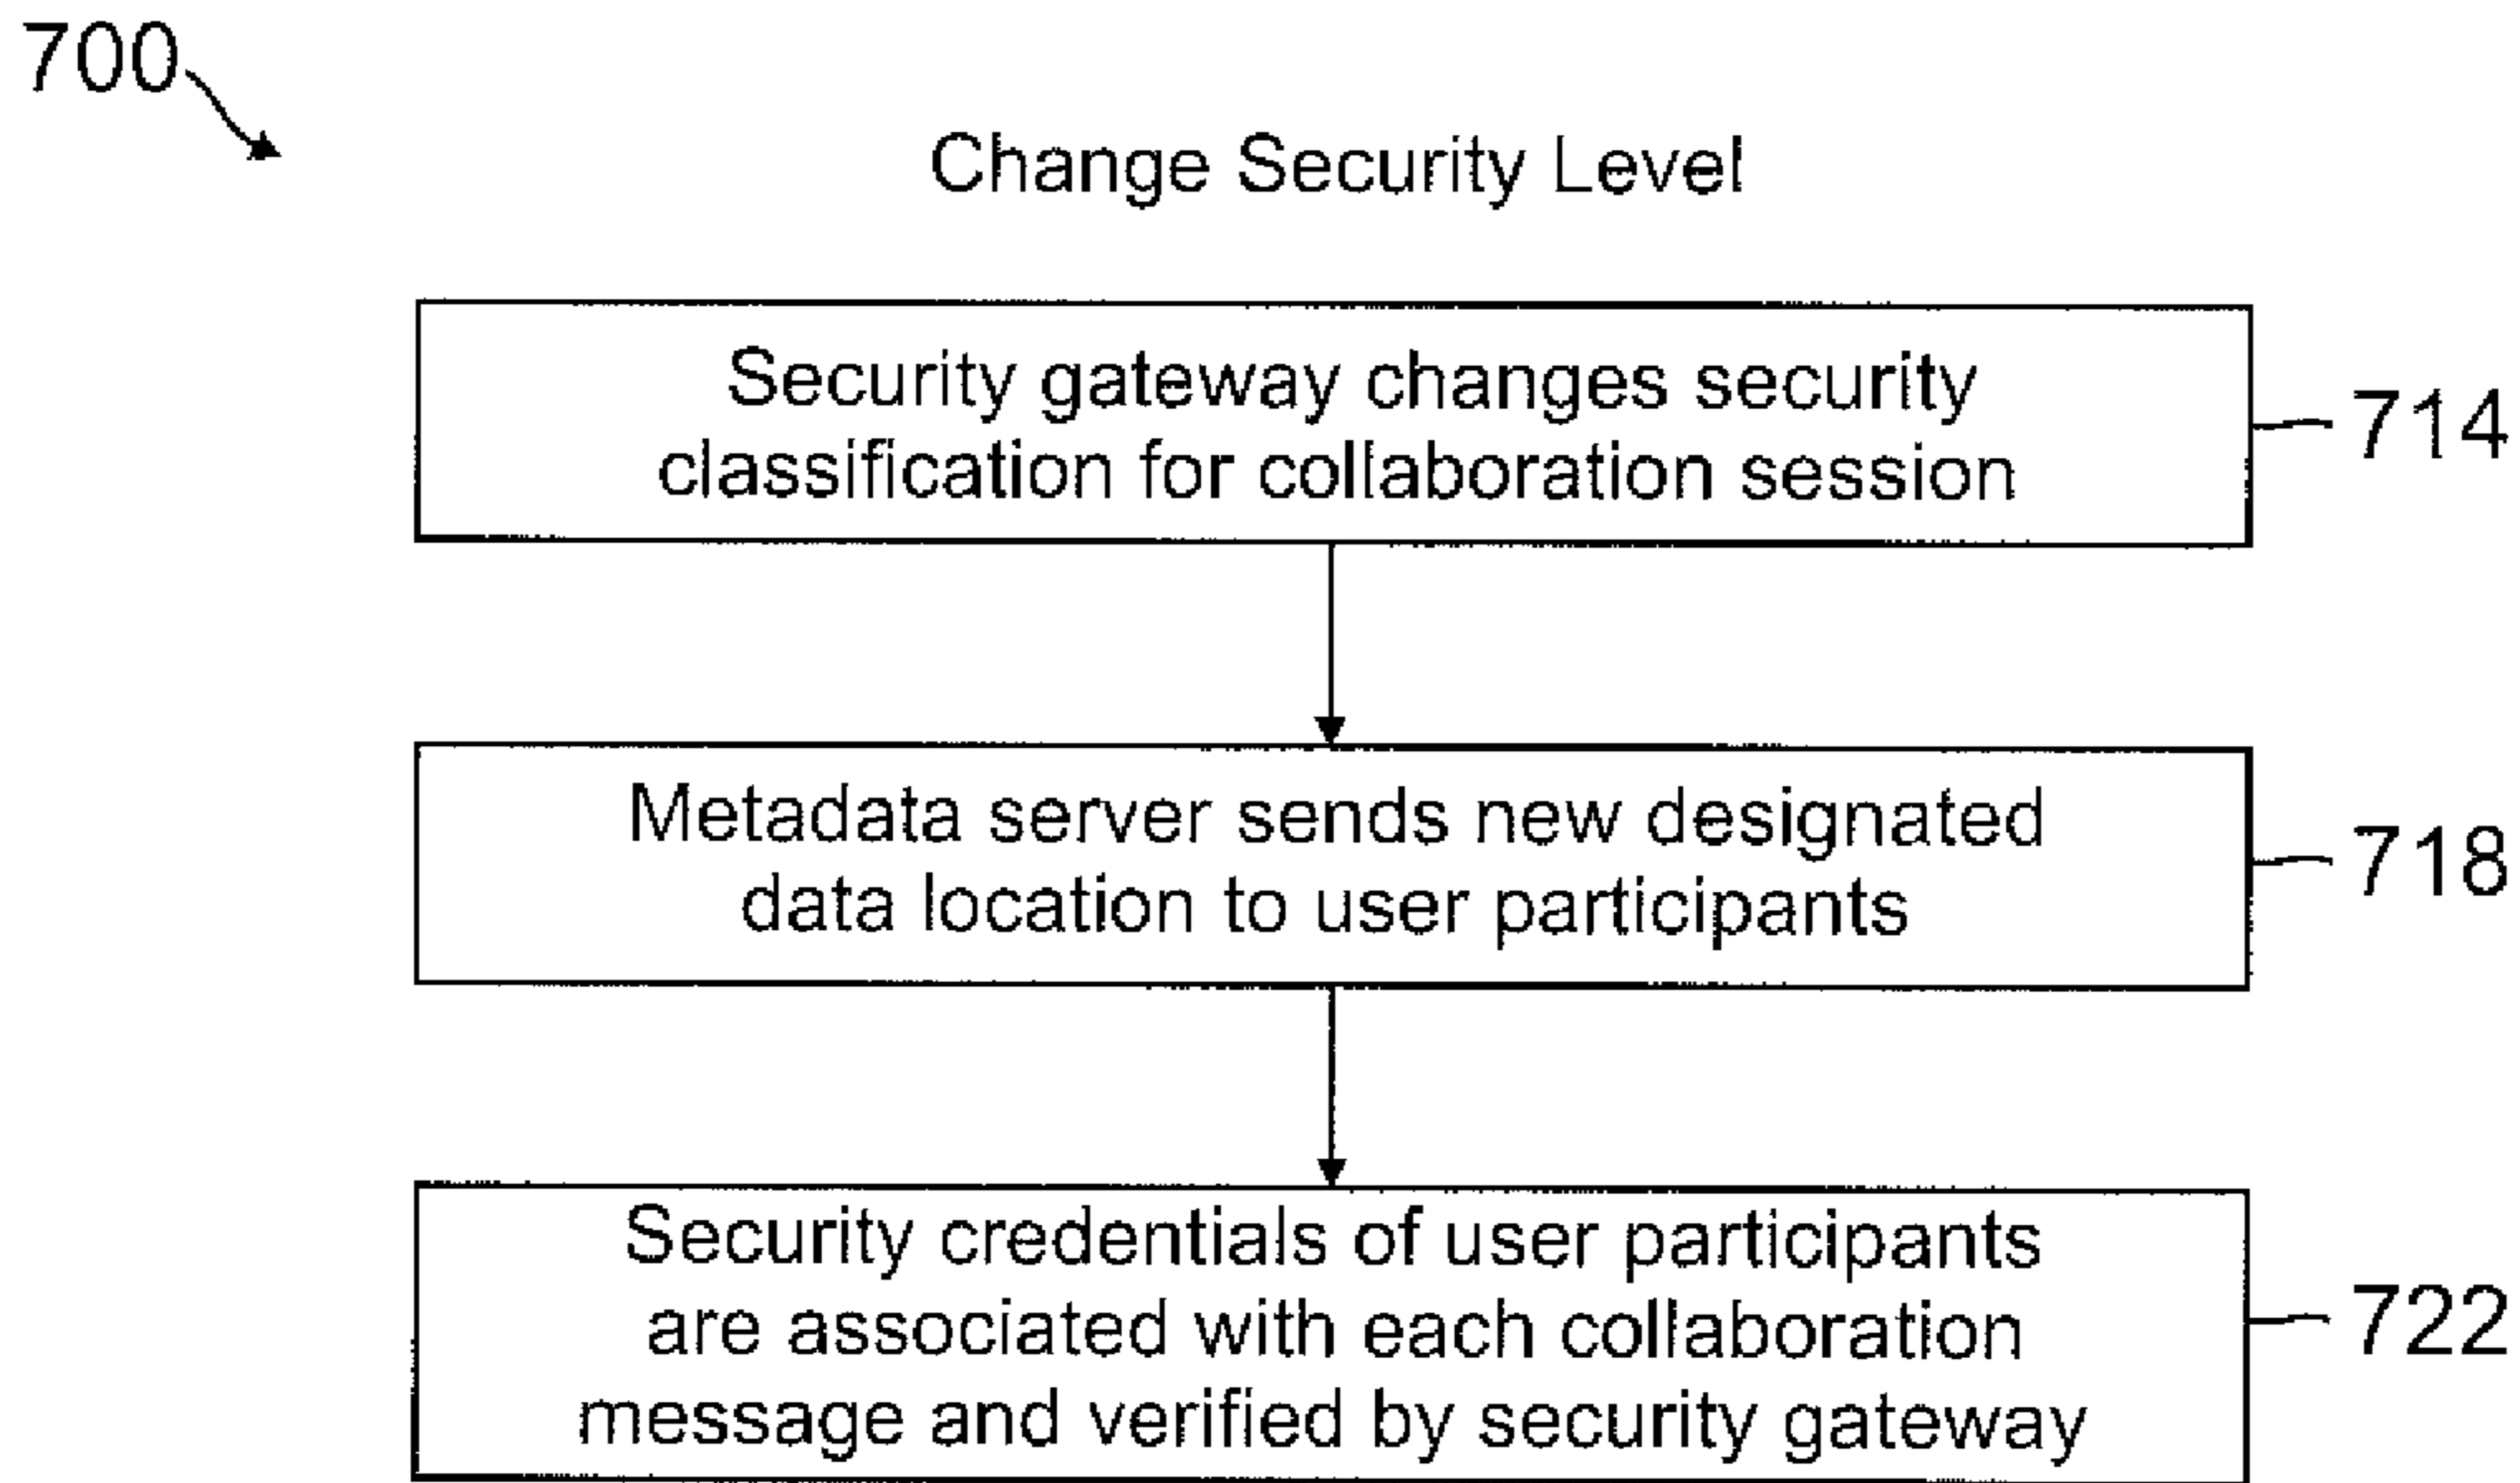 700
Change Security Level
Security gateway changes security
classification for collaboration session
714
Metadata server sends new designated
data location to user participants
718
Security credentials of user participants
are associated with each collaboration
message and verified by security gateway
722